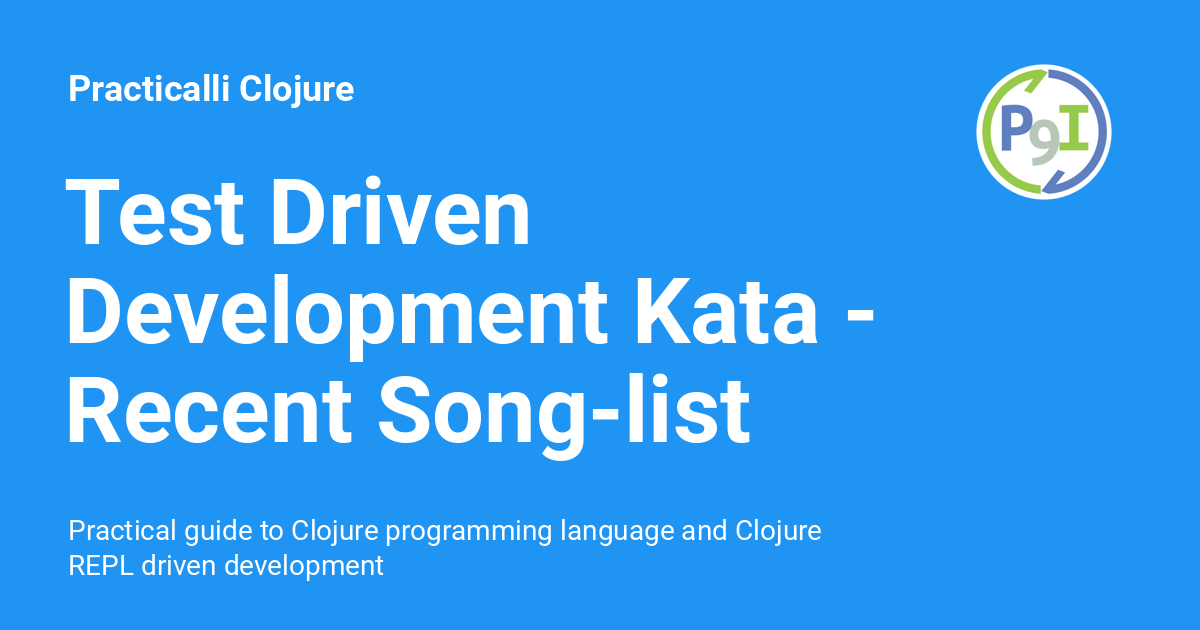 Practicalli Clojure
P9I
Test Driven
Development Kata -
Recent Song-list
Practical guide to Clojure programming language and Clojure
REPL driven development